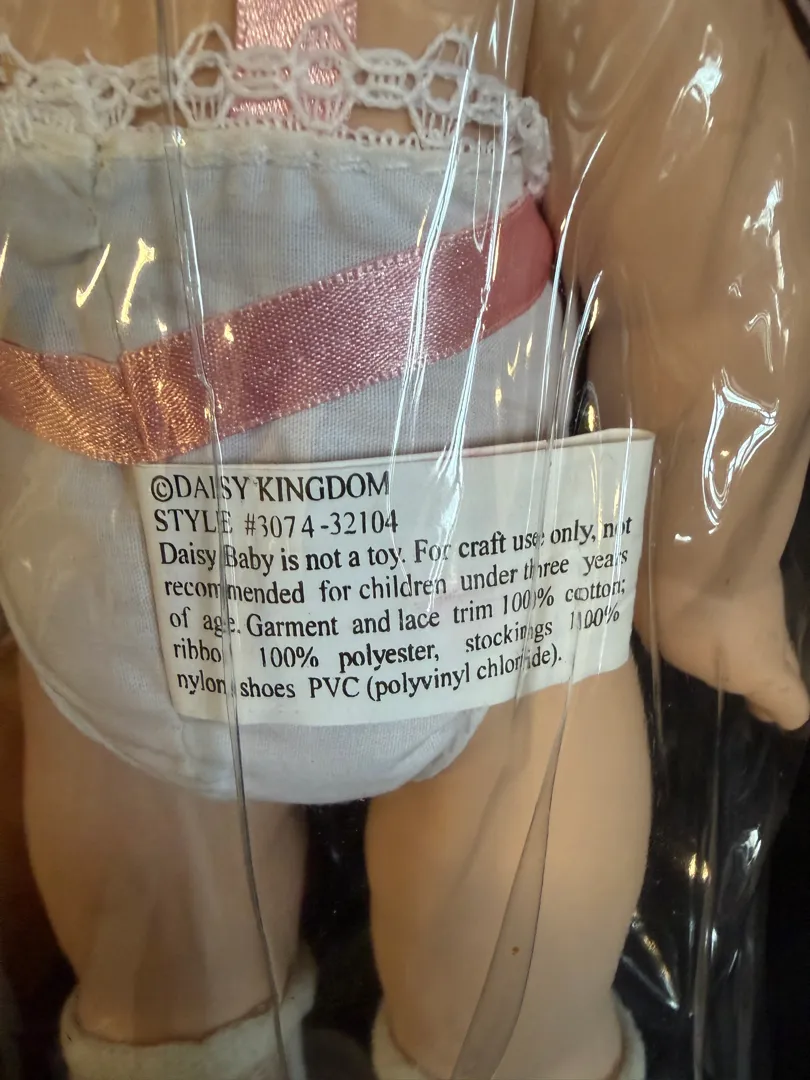 ©DAISY KINGDOM
STYLE #3074-32104
Daisy Baby is not a toy. For craft use only, not
recommended for children under three years
of age. Garment and lace trim 100% cotton;
ribbo 100% polyester, stockings 100%
nylon, shoes PVC (polyvinyl chloride).